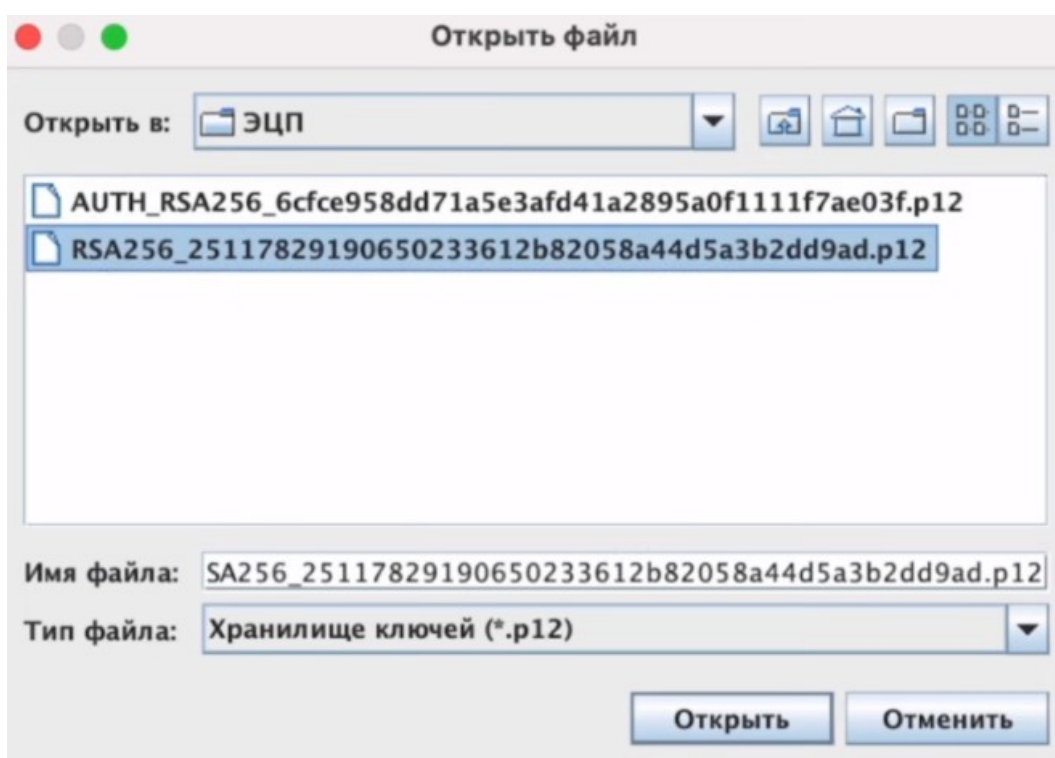 Открыть файл
Открыть в: ЭЦП
AUTH_RSA256_6cfce958dd71a5e3afd41a2895a0f1111f7ae03f.p12
RSA256_25117829190650233612b82058a44d5a3b2dd9ad.p12
Имя файла: SA256_25117829190650233612b82058a44d5a3b2dd9ad.p12
Тип файла: Хранилище ключей (*.p12)
Открыть Отменить